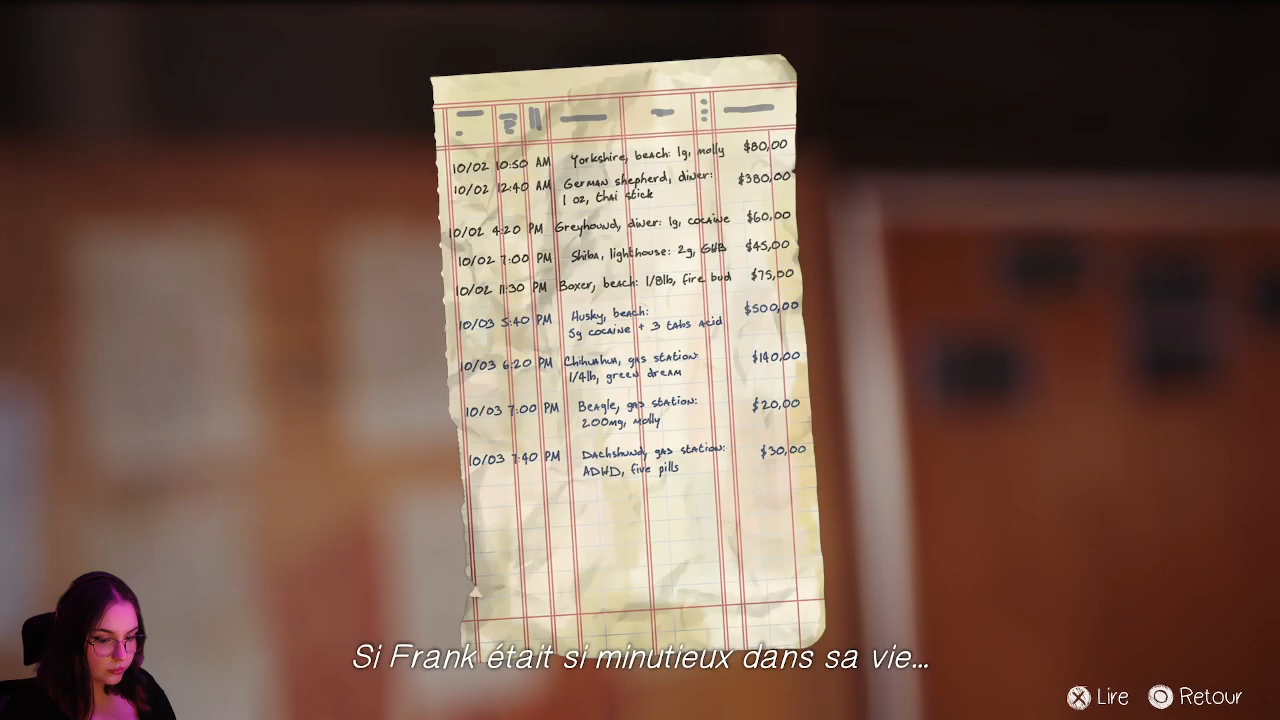 10/02 10:50 AM Yorkshire, beach: 1g, molly $80,00
10/02 12:40 AM German shepherd, diner: $380,00
1 oz, thai stick
10/02 4:20 PM Greyhound, diner: 1g, cocaine $60,00
10/02 7:00 PM Shiba, lighthouse: 2g, GHB $45,00
10/02 11:30 PM Boxer, beach: 1/8lb, fire bud $75,00
10/03 5:40 PM Husky, beach: $500,00
5g cocaine + 3 tabs acid
10/03 6:20 PM Chihuahua, gas station: $140,00
1/4lb, green dream
10/03 7:00 PM Beagle, gas station: $20,00
200mg, molly
10/03 7:40 PM Dachshund, gas station: $30,00
ADHD, five pills
Si Frank était si minutieux dans sa vie...
Lire Retour